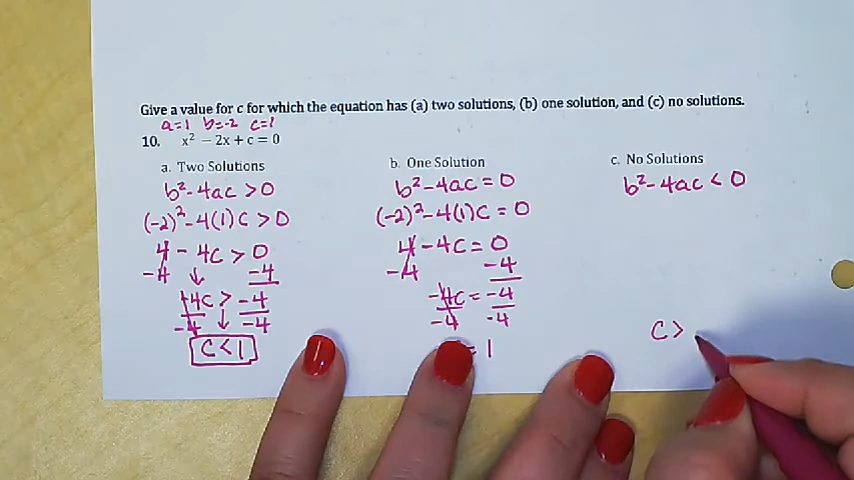 Give a value for c for which the equation has (a) two solutions, (b) one solution, and (c) no solutions.
a=1 b=-2 c=1
10. x² − 2x + c = 0
a. Two Solutions
b²-4ac >0
(-2)²-4(1)c >0
4 - 4c > 0
-4 -4
-4c > -4
-4 -4
c < 1
b. One Solution
b²-4ac = 0
(-2)²-4(1)c = 0
4 - 4c = 0
-4 -4
-4c = -4
-4 -4
= 1
c. No Solutions
b²-4ac < 0
c >